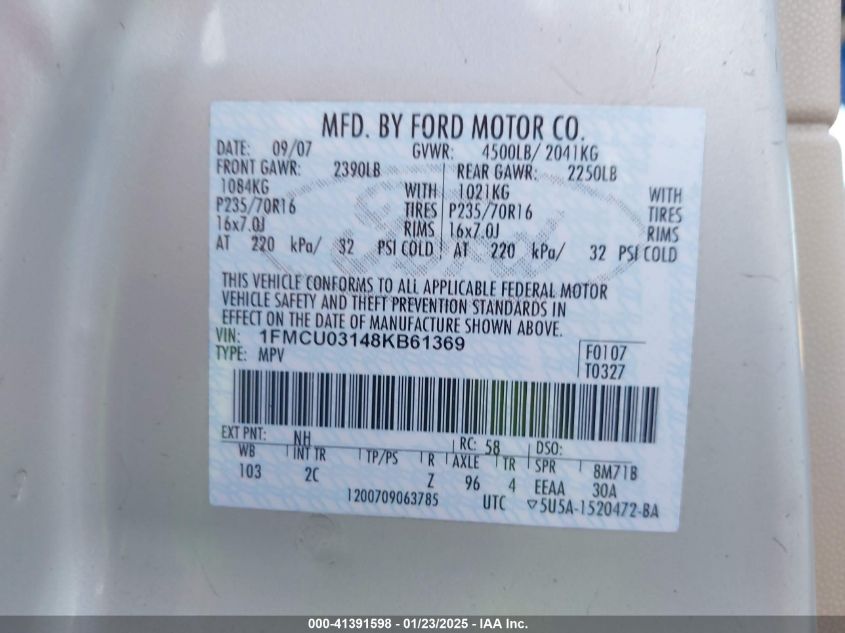 MFD. BY FORD MOTOR CO.
DATE: 09/07 GVWR: 4500LB/ 2041KG
FRONT GAWR: 2390LB REAR GAWR: 2250LB
1084KG WITH 1021KG WITH
P235/70R16 TIRES P235/70R16 TIRES
16x7.0J RIMS 16x7.0J RIMS
AT 220 kPa/ 32 PSI COLD AT 220 kPa/ 32 PSI COLD
THIS VEHICLE CONFORMS TO ALL APPLICABLE FEDERAL MOTOR
VEHICLE SAFETY AND THEFT PREVENTION STANDARDS IN
EFFECT ON THE DATE OF MANUFACTURE SHOWN ABOVE.
VIN: 1FMCU03148KB61369
TYPE: MPV F0107
T0327
EXT PNT: NH RC: 58 DSO:
WB INT TR TP/PS R AXLE TR SPR 8M71B
103 2C Z 96 4 EEAA 30A
1200709063785 UTC ▽5U5A-1520472-BA
Ford
000-41391598 - 01/23/2025 - IAA Inc.